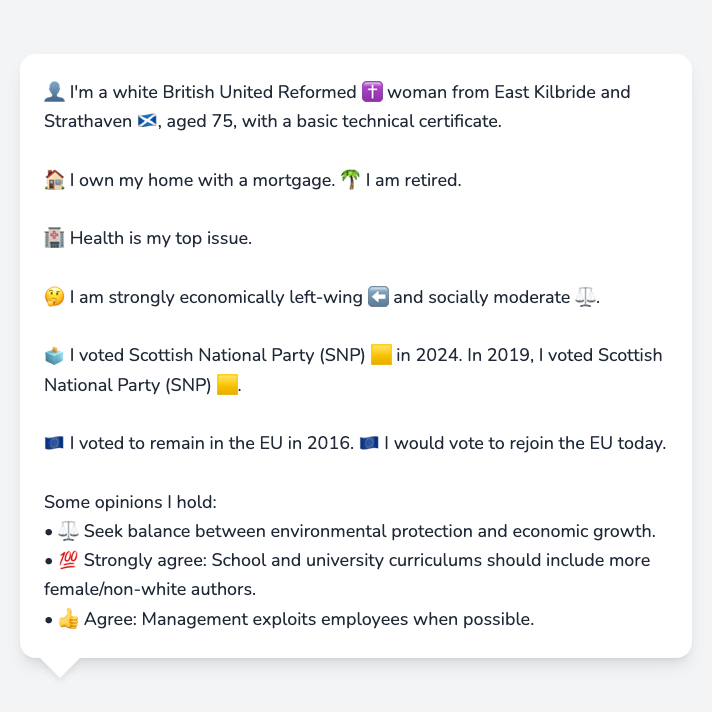 👤 I'm a white British United Reformed ✝️ woman from East Kilbride and
Strathaven 🏴󠁧󠁢󠁳󠁣󠁴󠁿, aged 75, with a basic technical certificate.
🏠 I own my home with a mortgage. 🌴 I am retired.
🏥 Health is my top issue.
🤔 I am strongly economically left-wing ⬅️ and socially moderate ⚖️.
🗳️ I voted Scottish National Party (SNP) 🟨 in 2024. In 2019, I voted Scottish
National Party (SNP) 🟨.
🇪🇺 I voted to remain in the EU in 2016. 🇪🇺 I would vote to rejoin the EU today.
Some opinions I hold:
• ⚖️ Seek balance between environmental protection and economic growth.
• 💯 Strongly agree: School and university curriculums should include more
female/non-white authors.
• 👍 Agree: Management exploits employees when possible.